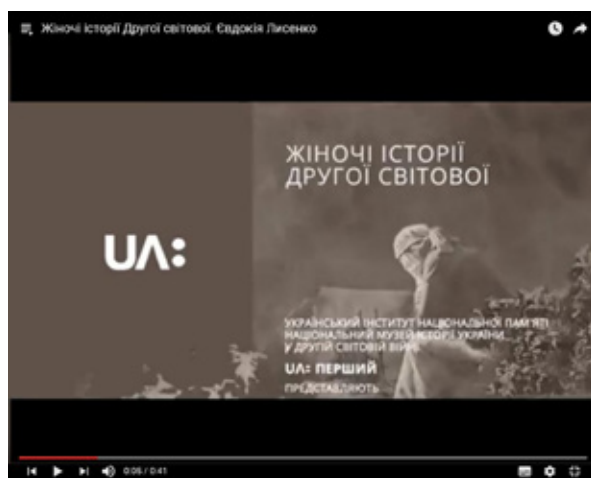 Жіночі історії Другої світової. Євдокія Лисенко
ЖІНОЧІ ІСТОРІЇ
ДРУГОЇ СВІТОВОЇ
UA:
УКРАЇНСЬКИЙ ІНСТИТУТ НАЦІОНАЛЬНОЇ ПАМ'ЯТІ
НАЦІОНАЛЬНИЙ МУЗЕЙ ІСТОРІЇ УКРАЇНИ
У ДРУГІЙ СВІТОВІЙ ВІЙНІ
UA: ПЕРШИЙ
ПРЕДСТАВЛЯЮТЬ
0:05 / 0:41